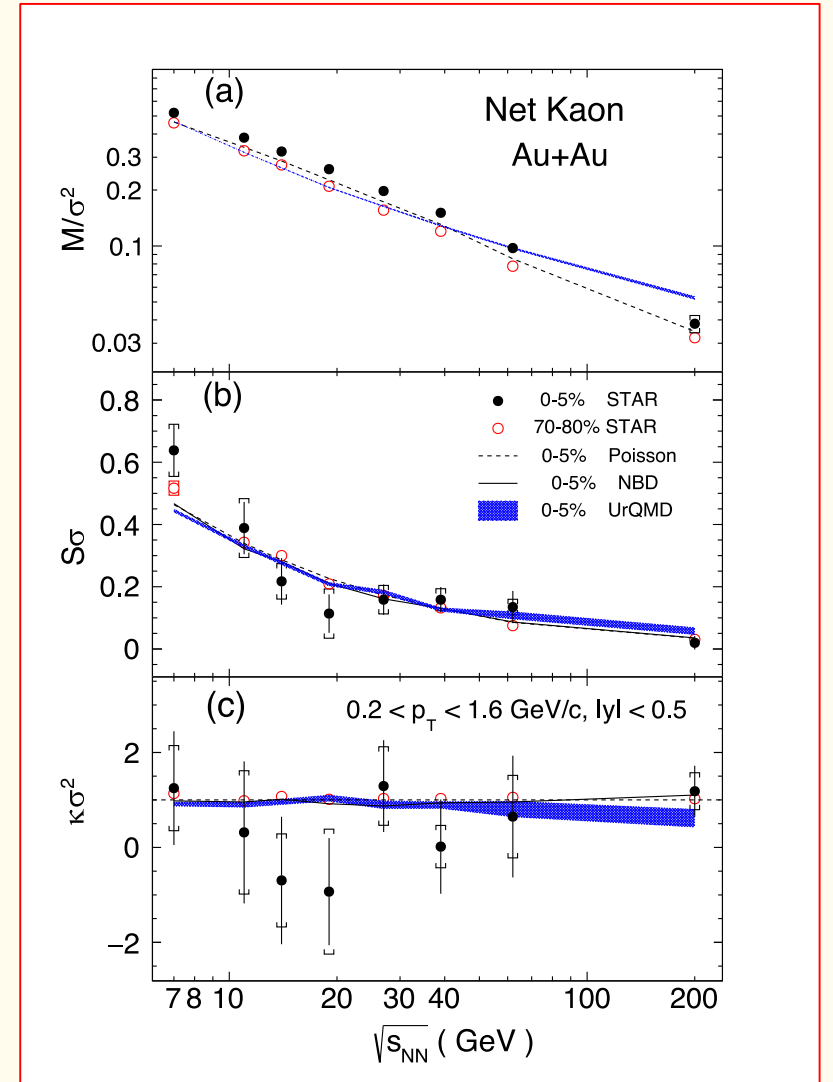 (a)
Net Kaon
Au+Au
0.3
0.2
0.1
0.03
M/σ²
(b)
0-5% STAR
70-80% STAR
0-5% Poisson
0-5% NBD
0-5% UrQMD
0.8
0.6
0.4
0.2
0
Sσ
(c)
0.2 < p_T < 1.6 GeV/c, |y| < 0.5
2
0
−2
κσ²
7 8 10 20 30 40 100 200
√s_NN ( GeV )